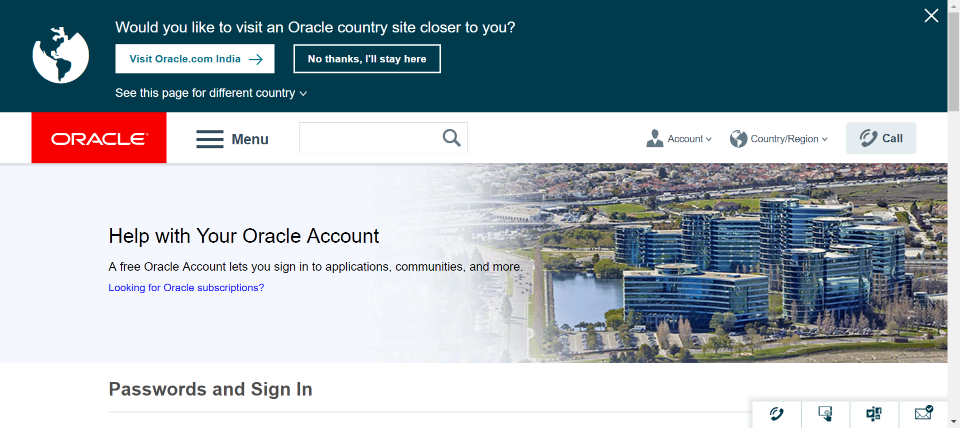 Would you like to visit an Oracle country site closer to you?
Visit Oracle.com India
No thanks, I'll stay here
See this page for different country
ORACLE
Menu
Account
Country/Region
Call
Help with Your Oracle Account
A free Oracle Account lets you sign in to applications, communities, and more.
Looking for Oracle subscriptions?
Passwords and Sign In